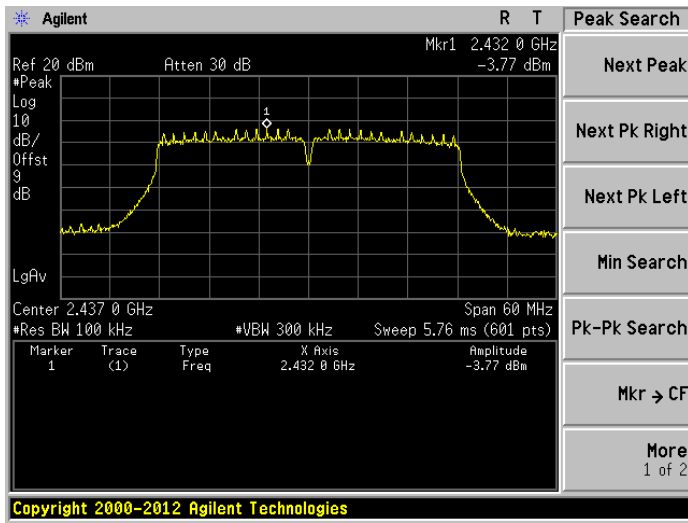 Agilent R T
Mkr1 2.432 0 GHz
Ref 20 dBm Atten 30 dB -3.77 dBm
#Peak
Log
10
dB/
Offst
9
dB
LgAv
1
Center 2.437 0 GHz Span 60 MHz
#Res BW 100 kHz #VBW 300 kHz Sweep 5.76 ms (601 pts)
Marker Trace Type X Axis Amplitude
1 (1) Freq 2.432 0 GHz -3.77 dBm
Copyright 2000-2012 Agilent Technologies
Peak Search
Next Peak
Next Pk Right
Next Pk Left
Min Search
Pk-Pk Search
Mkr → CF
More
1 of 2